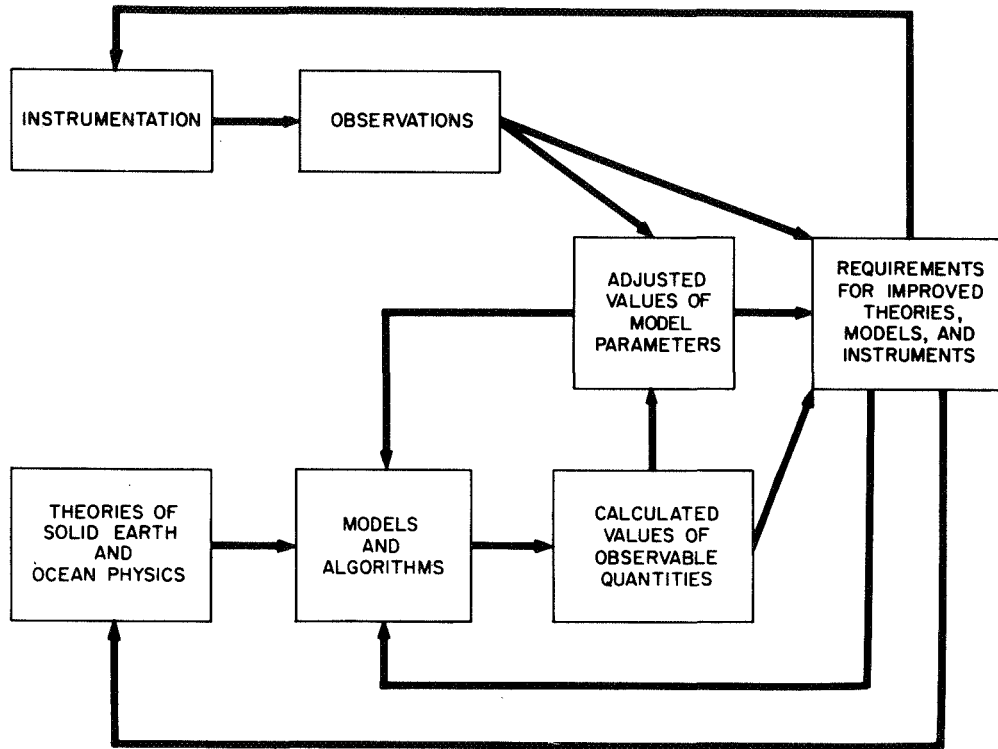 INSTRUMENTATION
OBSERVATIONS
ADJUSTED
VALUES OF
MODEL
PARAMETERS
REQUIREMENTS
FOR IMPROVED
THEORIES,
MODELS, AND
INSTRUMENTS
THEORIES OF
SOLID EARTH
AND
OCEAN PHYSICS
MODELS
AND
ALGORITHMS
CALCULATED
VALUES OF
OBSERVABLE
QUANTITIES